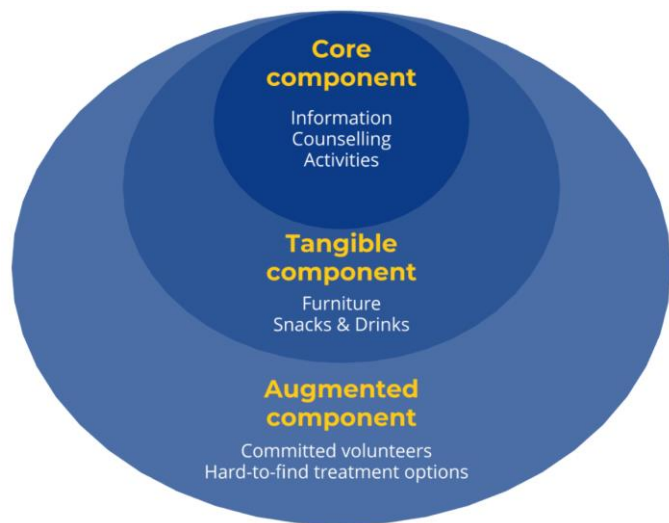 Core
component
Information
Counselling
Activities
Tangible
component
Furniture
Snacks & Drinks
Augmented
component
Committed volunteers
Hard-to-find treatment options